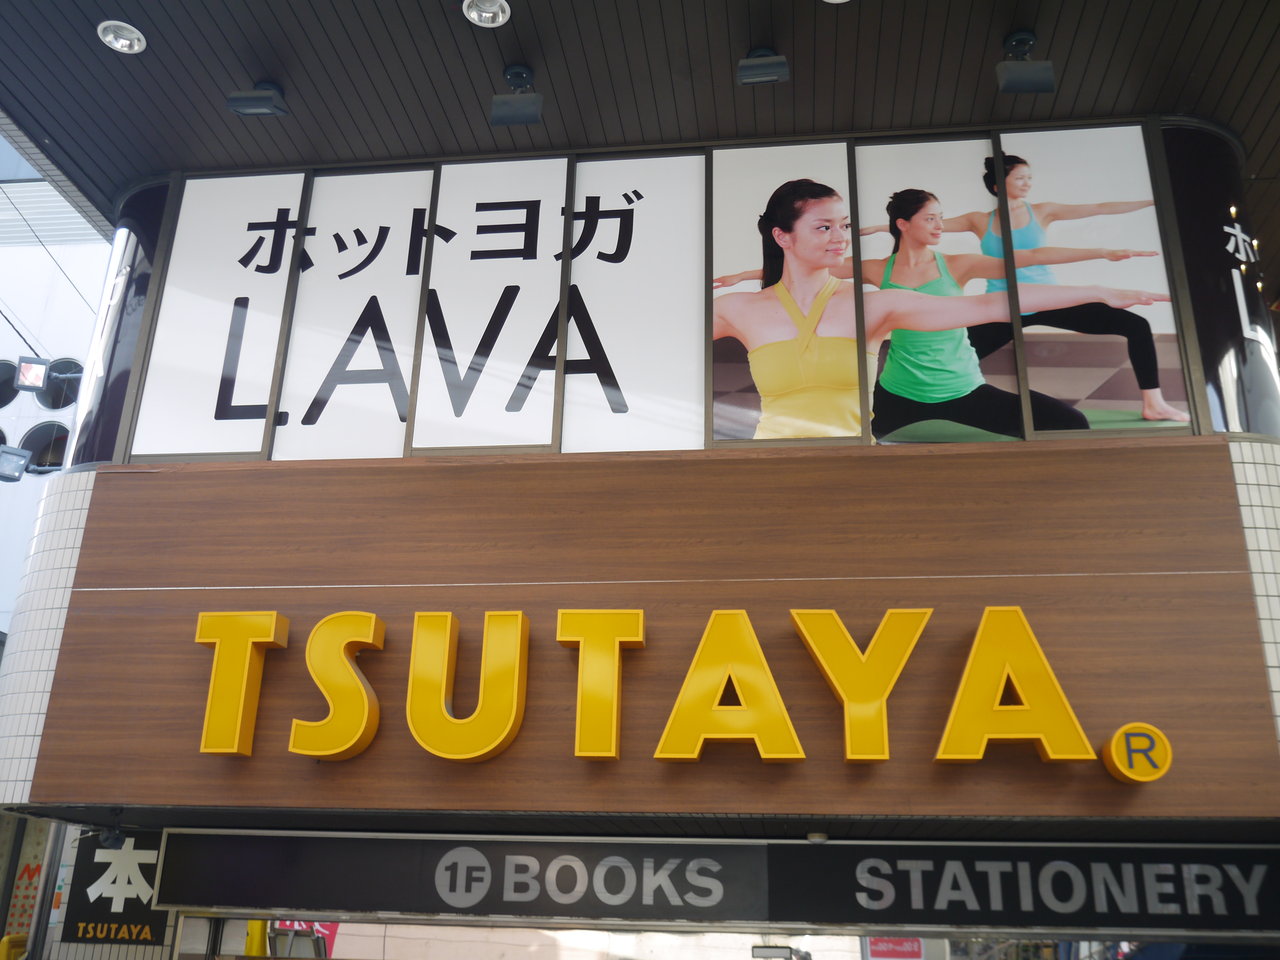 ホットヨガ
LAVA
TSUTAYA®
1F BOOKS STATIONERY
本
TSUTAYA